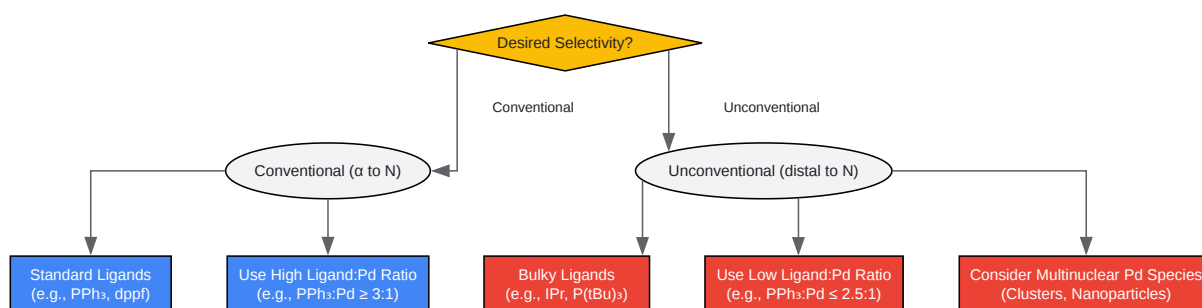 Desired Selectivity?
Conventional
Unconventional
Conventional (α to N)
Unconventional (distal to N)
Standard Ligands
(e.g., PPh₃, dppf)
Use High Ligand:Pd Ratio
(e.g., PPh₃:Pd ≥ 3:1)
Bulky Ligands
(e.g., IPr, P(tBu)₃)
Use Low Ligand:Pd Ratio
(e.g., PPh₃:Pd ≤ 2.5:1)
Consider Multinuclear Pd Species
(Clusters, Nanoparticles)